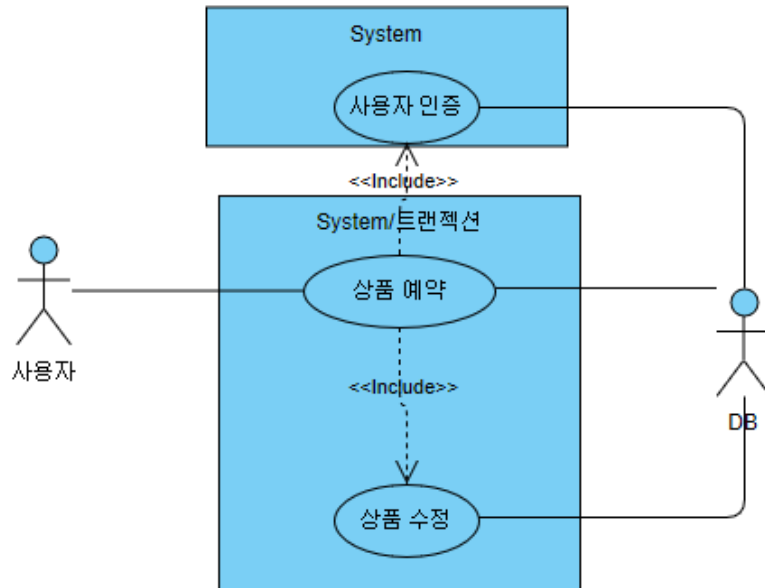 System
사용자 인증
<<Include>>
System/트랜젝션
상품 예약
사용자
<<Include>>
DB
상품 수정